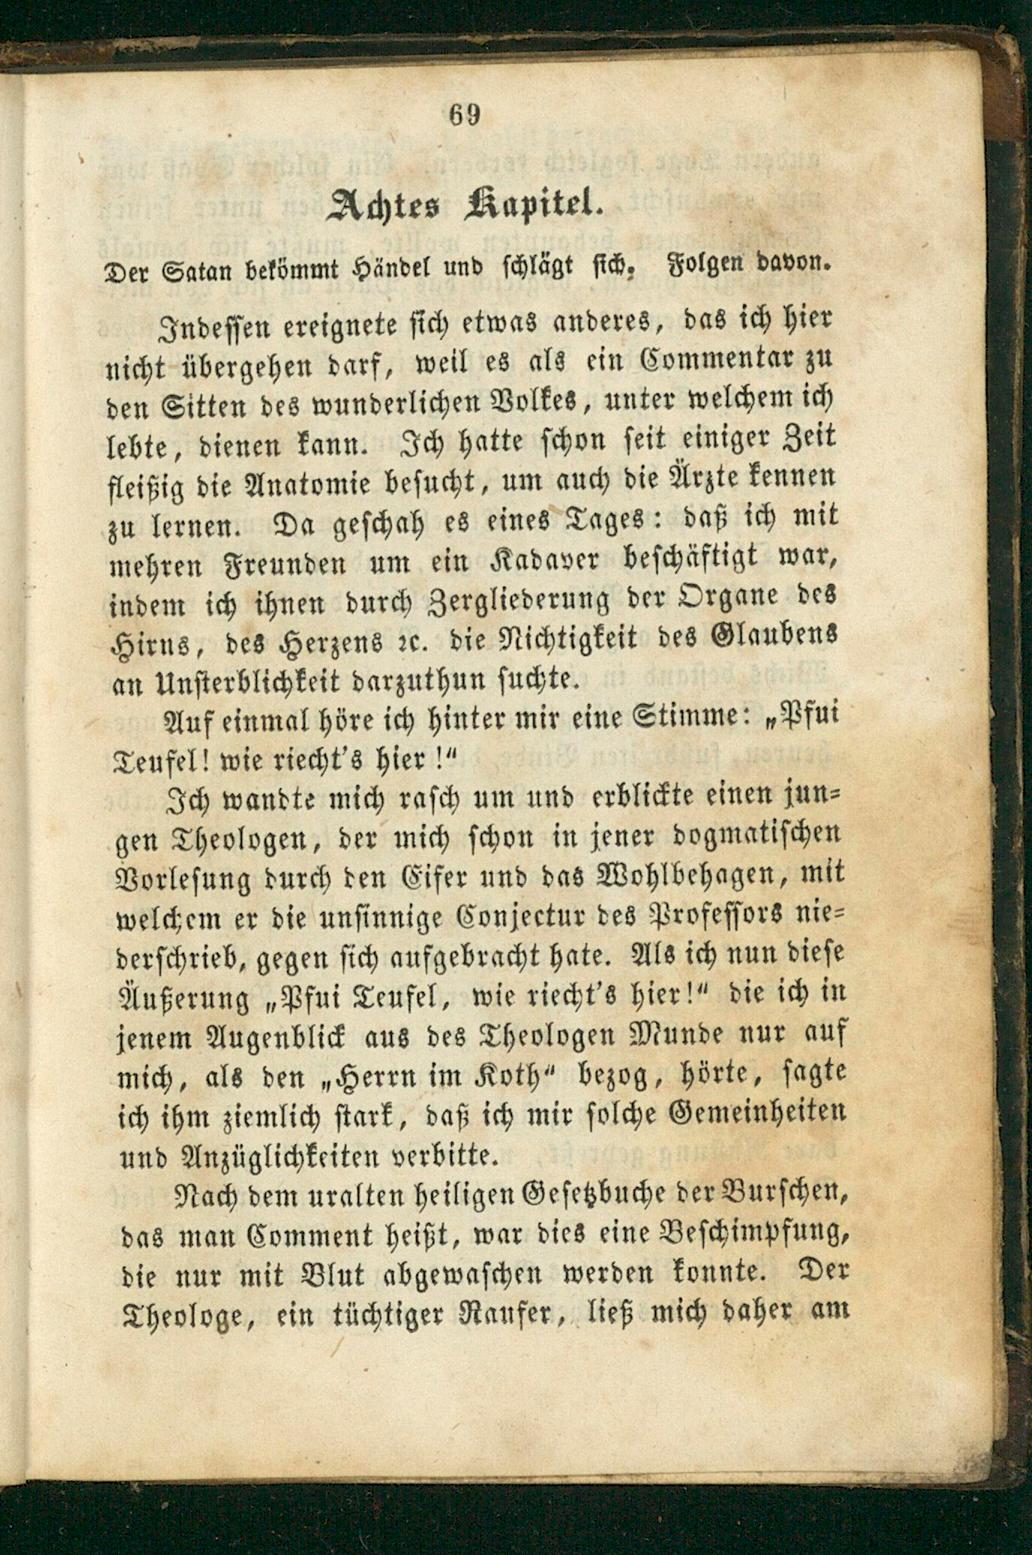 69
Achtes Kapitel.
Der Satan bekömmt Händel und schlägt sich. Folgen davon.
Indessen ereignete sich etwas anderes, das ich hier
nicht übergehen darf, weil es als ein Commentar zu
den Sitten des wunderlichen Volkes, unter welchem ich
lebte, dienen kann. Ich hatte schon seit einiger Zeit
fleißig die Anatomie besucht, um auch die Ärzte kennen
zu lernen. Da geschah es eines Tages: daß ich mit
mehren Freunden um ein Kadaver beschäftigt war,
indem ich ihnen durch Zergliederung der Organe des
Hirns, des Herzens ꝛc. die Nichtigkeit des Glaubens
an Unsterblichkeit darzuthun suchte.
Auf einmal höre ich hinter mir eine Stimme: „Pfui
Teufel! wie riecht's hier!“
Ich wandte mich rasch um und erblickte einen jun-
gen Theologen, der mich schon in jener dogmatischen
Vorlesung durch den Eifer und das Wohlbehagen, mit
welchem er die unsinnige Conjectur des Professors nie-
derschrieb, gegen sich aufgebracht hate. Als ich nun diese
Äußerung „Pfui Teufel, wie riecht's hier!“ die ich in
jenem Augenblick aus des Theologen Munde nur auf
mich, als den „Herrn im Koth“ bezog, hörte, sagte
ich ihm ziemlich stark, daß ich mir solche Gemeinheiten
und Anzüglichkeiten verbitte.
Nach dem uralten heiligen Gesetzbuche der Burschen,
das man Comment heißt, war dies eine Beschimpfung,
die nur mit Blut abgewaschen werden konnte. Der
Theologe, ein tüchtiger Raufer, ließ mich daher am